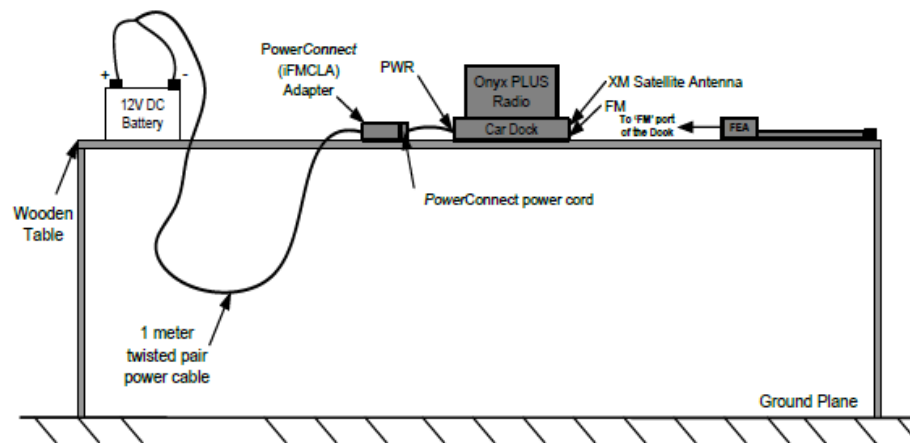 PowerConnect
(iFMCLA)
Adapter
PWR
Onyx PLUS
Radio
XM Satellite Antenna
FM
+
-
12V DC
Battery
Car Dock
To 'FM' port
of the Dook
FEA
Wooden
Table
PowerConnect power cord
1 meter
twisted pair
power cable
Ground Plane